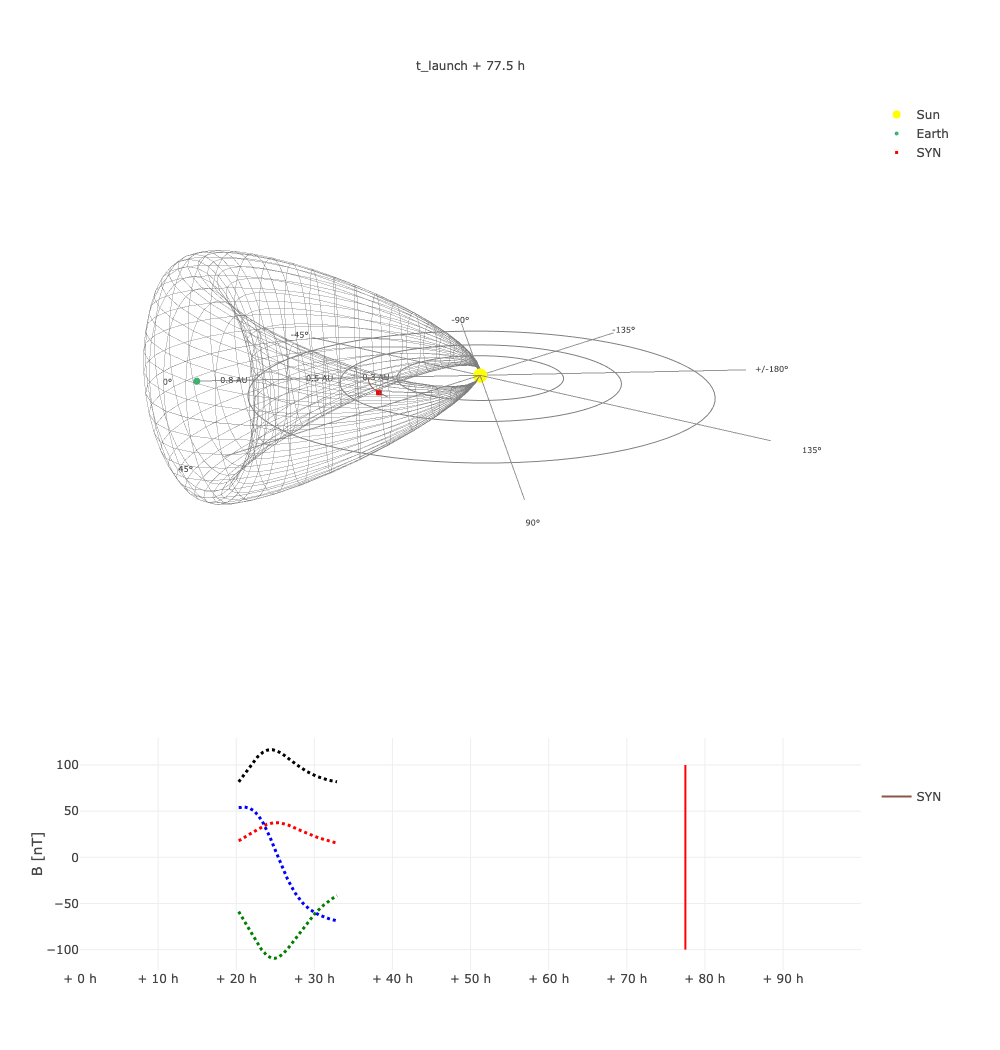 t_launch + 77.5 h
Sun
Earth
SYN
-90°
-135°
-45°
+/-180°
0°
0.8 AU
0.5 AU
0.3 AU
45°
135°
90°
B [nT]
100
50
0
−50
−100
+ 0 h
+ 10 h
+ 20 h
+ 30 h
+ 40 h
+ 50 h
+ 60 h
+ 70 h
+ 80 h
+ 90 h
SYN